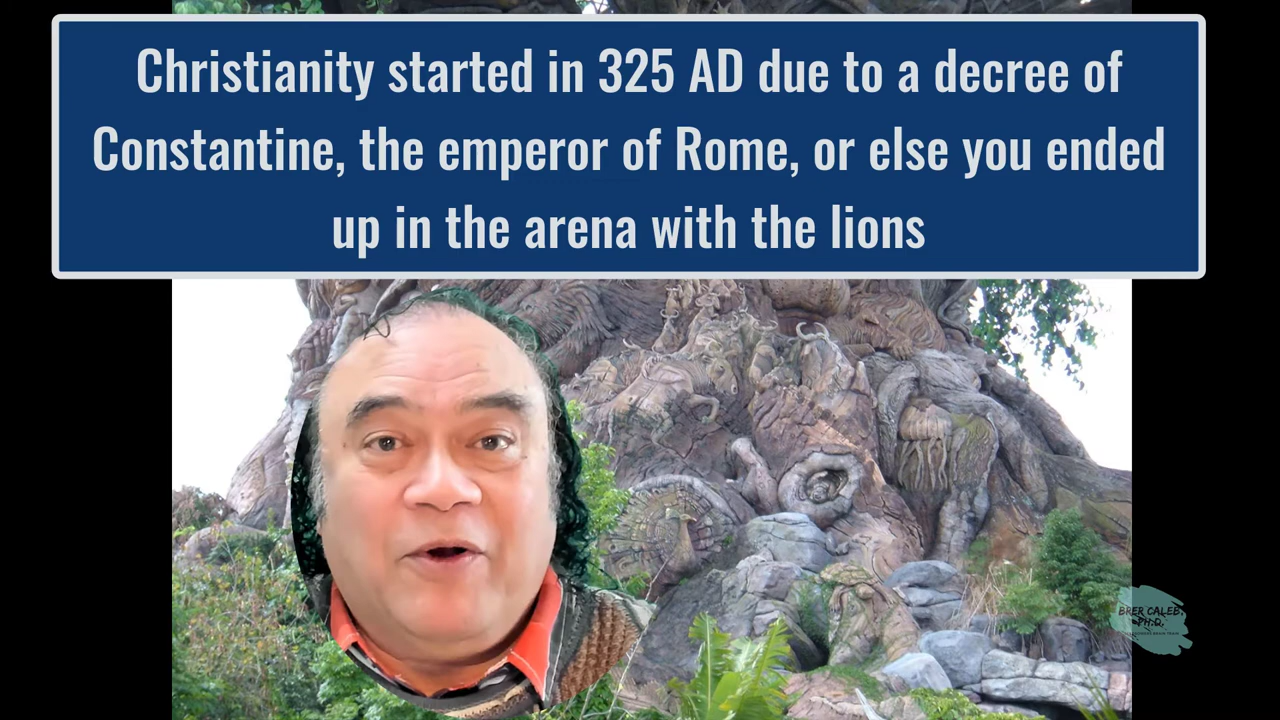 Christianity started in 325 AD due to a decree of
Constantine, the emperor of Rome, or else you ended
up in the arena with the lions
BRER CALEB,
PH.D.